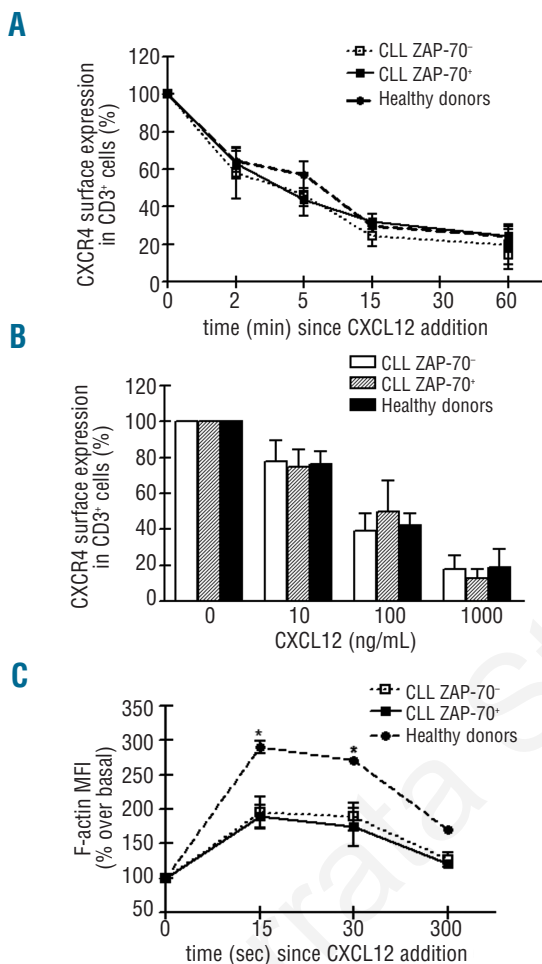 A
CLL ZAP-70⁻
CLL ZAP-70⁺
Healthy donors
CXCR4 surface expression
in CD3⁺ cells (%)
120
100
80
60
40
20
0
0 2 5 15 30 60
time (min) since CXCL12 addition
B
CLL ZAP-70⁻
CLL ZAP-70⁺
Healthy donors
CXCR4 surface expression
in CD3⁺ cells (%)
120
100
80
60
40
20
0
0 10 100 1000
CXCL12 (ng/mL)
C
CLL ZAP-70⁻
CLL ZAP-70⁺
Healthy donors
F-actin MFI
(% over basal)
350
300
250
200
150
100
50
* *
0 15 30 300
time (sec) since CXCL12 addition